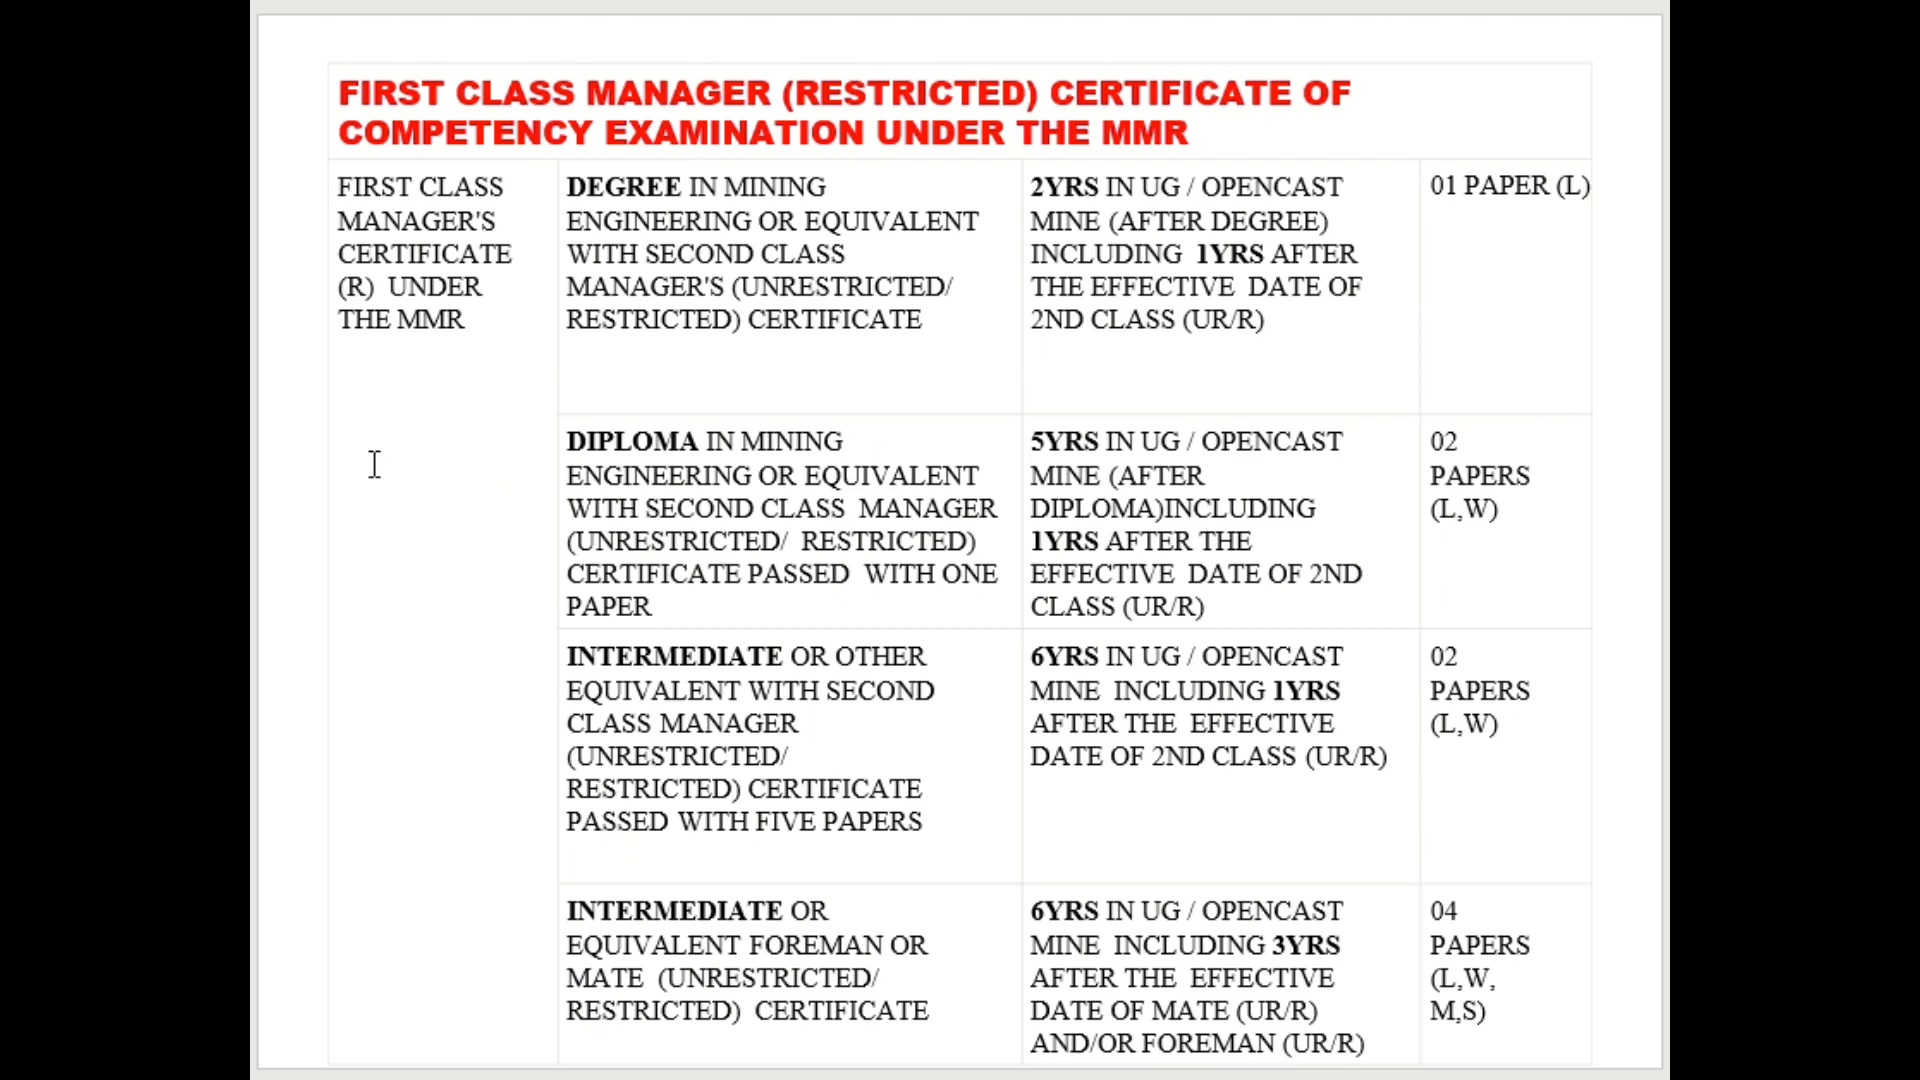 FIRST CLASS MANAGER (RESTRICTED) CERTIFICATE OF
COMPETENCY EXAMINATION UNDER THE MMR
FIRST CLASS
MANAGER'S
CERTIFICATE
(R) UNDER
THE MMR
DEGREE IN MINING
ENGINEERING OR EQUIVALENT
WITH SECOND CLASS
MANAGER'S (UNRESTRICTED/
RESTRICTED) CERTIFICATE
2YRS IN UG / OPENCAST
MINE (AFTER DEGREE)
INCLUDING 1YRS AFTER
THE EFFECTIVE DATE OF
2ND CLASS (UR/R)
01 PAPER (L)
DIPLOMA IN MINING
ENGINEERING OR EQUIVALENT
WITH SECOND CLASS MANAGER
(UNRESTRICTED/ RESTRICTED)
CERTIFICATE PASSED WITH ONE
PAPER
5YRS IN UG / OPENCAST
MINE (AFTER
DIPLOMA)INCLUDING
1YRS AFTER THE
EFFECTIVE DATE OF 2ND
CLASS (UR/R)
02
PAPERS
(L,W)
INTERMEDIATE OR OTHER
EQUIVALENT WITH SECOND
CLASS MANAGER
(UNRESTRICTED/
RESTRICTED) CERTIFICATE
PASSED WITH FIVE PAPERS
6YRS IN UG / OPENCAST
MINE INCLUDING 1YRS
AFTER THE EFFECTIVE
DATE OF 2ND CLASS (UR/R)
02
PAPERS
(L,W)
INTERMEDIATE OR
EQUIVALENT FOREMAN OR
MATE (UNRESTRICTED/
RESTRICTED) CERTIFICATE
6YRS IN UG / OPENCAST
MINE INCLUDING 3YRS
AFTER THE EFFECTIVE
DATE OF MATE (UR/R)
AND/OR FOREMAN (UR/R)
04
PAPERS
(L,W,
M,S)